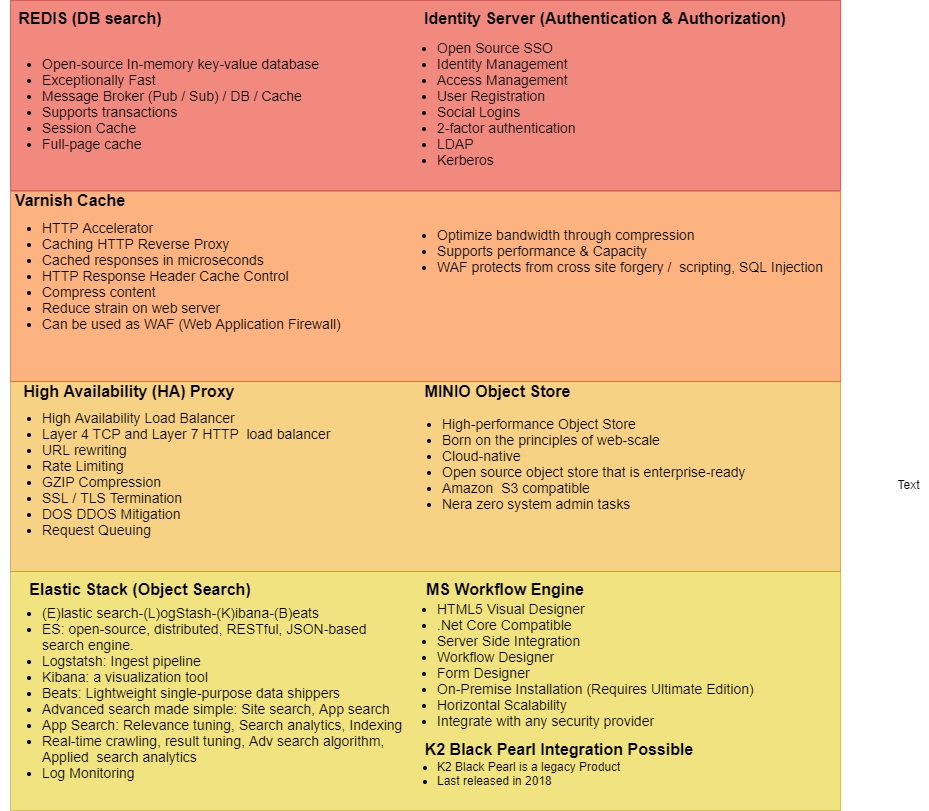 REDIS (DB search)
Open-source In-memory key-value database
Exceptionally Fast
Message Broker (Pub / Sub) / DB / Cache
Supports transactions
Session Cache
Full-page cache
Identity Server (Authentication & Authorization)
Open Source SSO
Identity Management
Access Management
User Registration
Social Logins
2-factor authentication
LDAP
Kerberos
Varnish Cache
HTTP Accelerator
Caching HTTP Reverse Proxy
Cached responses in microseconds
HTTP Response Header Cache Control
Compress content
Reduce strain on web server
Can be used as WAF (Web Application Firewall)
Optimize bandwidth through compression
Supports performance & Capacity
WAF protects from cross site forgery /  scripting, SQL Injection
High Availability (HA) Proxy
High Availability Load Balancer
Layer 4 TCP and Layer 7 HTTP  load balancer
URL rewriting
Rate Limiting
GZIP Compression
SSL / TLS Termination
DOS DDOS Mitigation
Request Queuing
MINIO Object Store
High-performance Object Store
Born on the principles of web-scale
Cloud-native
Open source object store that is enterprise-ready
Amazon  S3 compatible
Nera zero system admin tasks
Text
Elastic Stack (Object Search)
(E)lastic search-(L)ogStash-(K)ibana-(B)eats
ES: open-source, distributed, RESTful, JSON-based
search engine.
Logstatsh: Ingest pipeline
Kibana: a visualization tool
Beats: Lightweight single-purpose data shippers
Advanced search made simple: Site search, App search
App Search: Relevance tuning, Search analytics, Indexing
Real-time crawling, result tuning, Adv search algorithm,
Applied  search analytics
Log Monitoring
MS Workflow Engine
HTML5 Visual Designer
.Net Core Compatible
Server Side Integration
Workflow Designer
Form Designer
On-Premise Installation (Requires Ultimate Edition)
Horizontal Scalability
Integrate with any security provider
K2 Black Pearl Integration Possible
K2 Black Pearl is a legacy Product
Last released in 2018